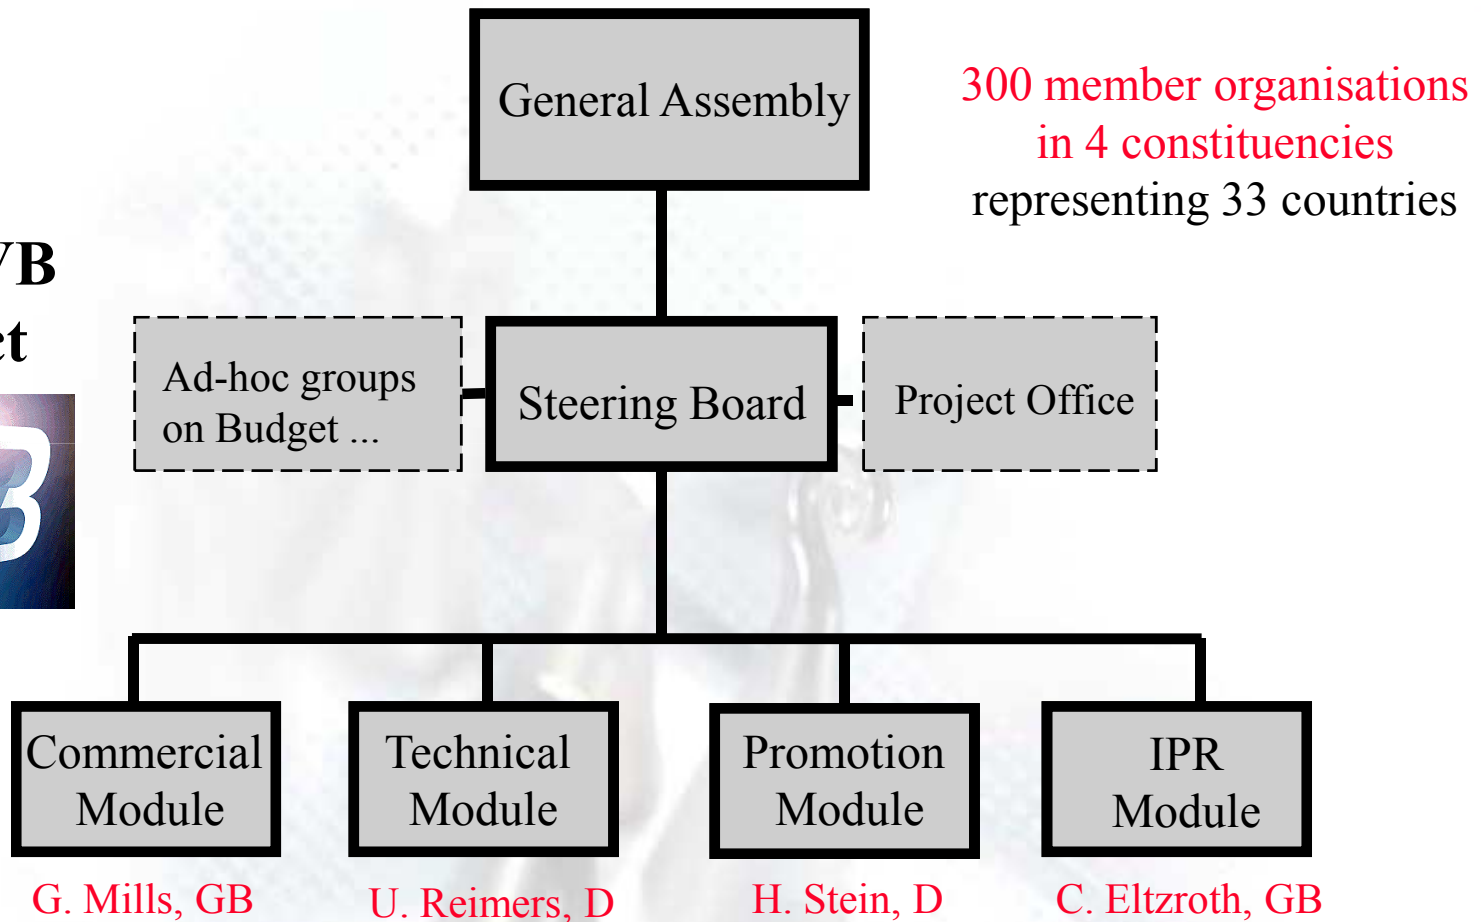 General Assembly
300 member organisations
in 4 constituencies
representing 33 countries
Ad-hoc groups
on Budget ...
Steering Board
Project Office
Commercial
Module
Technical
Module
Promotion
Module
IPR
Module
G. Mills, GB
U. Reimers, D
H. Stein, D
C. Eltzroth, GB